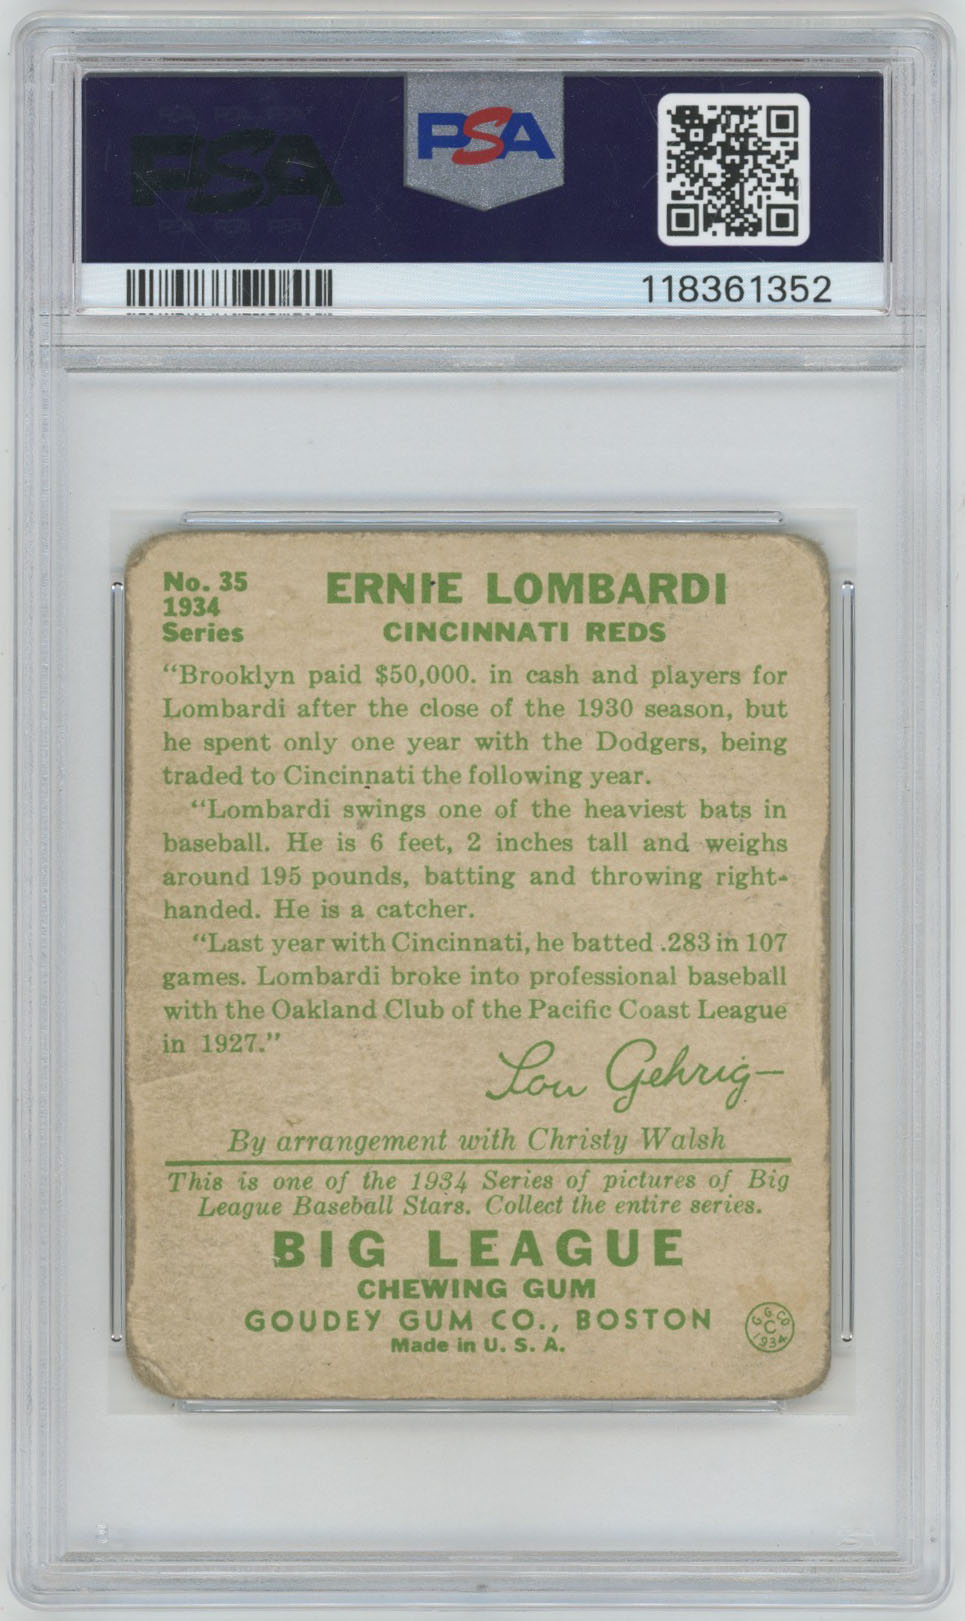 PSA
PSA
118361352
No. 35
1934
Series
ERNIE LOMBARDI
CINCINNATI REDS
“Brooklyn paid $50,000. in cash and players for
Lombardi after the close of the 1930 season, but
he spent only one year with the Dodgers, being
traded to Cincinnati the following year.
“Lombardi swings one of the heaviest bats in
baseball. He is 6 feet, 2 inches tall and weighs
around 195 pounds, batting and throwing right-
handed. He is a catcher.
“Last year with Cincinnati, he batted .283 in 107
games. Lombardi broke into professional baseball
with the Oakland Club of the Pacific Coast League
in 1927.”
Lou Gehrig—
By arrangement with Christy Walsh
This is one of the 1934 Series of pictures of Big
League Baseball Stars. Collect the entire series.
BIG LEAGUE
CHEWING GUM
GOUDEY GUM CO., BOSTON
Made in U. S. A.
G. G. CO.
C
1934